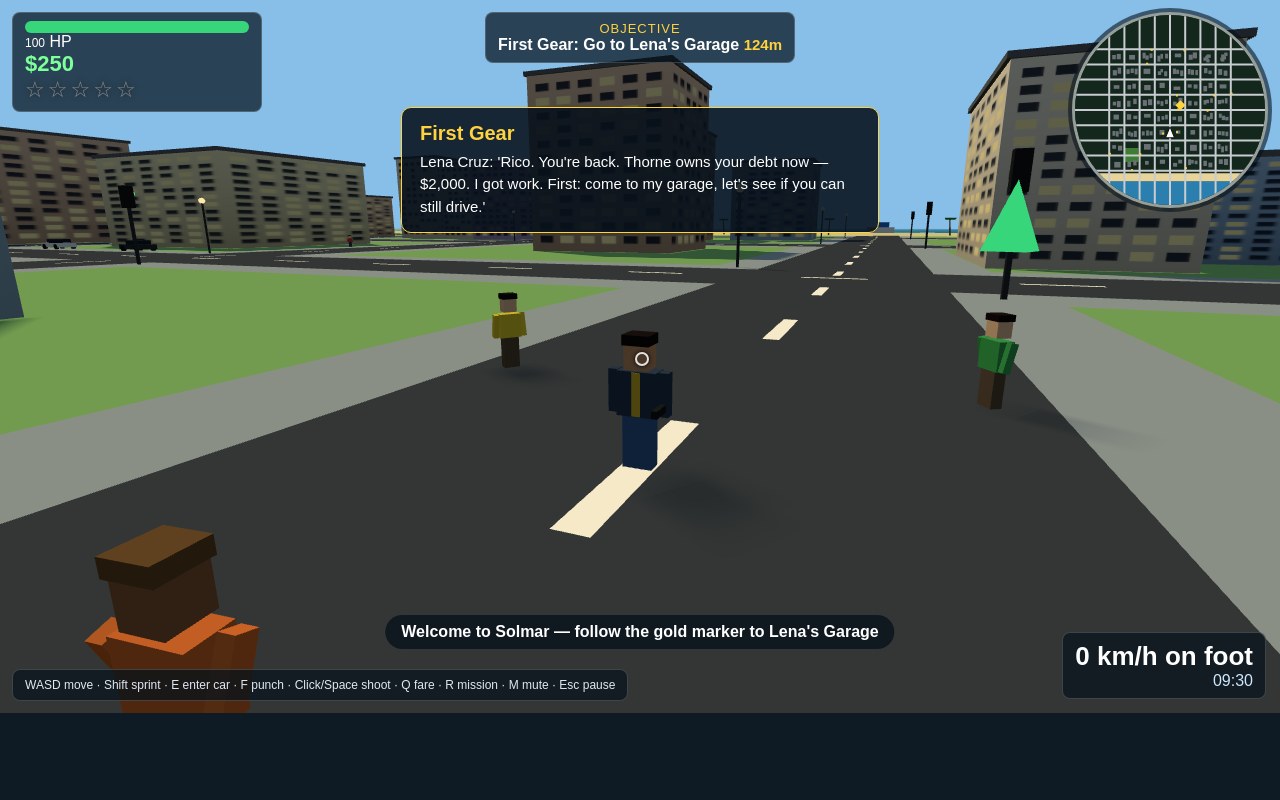 100 HP
$250
☆☆☆☆☆
OBJECTIVE
First Gear: Go to Lena's Garage 124m
First Gear
Lena Cruz: 'Rico. You're back. Thorne owns your debt now —
$2,000. I got work. First: come to my garage, let's see if you can
still drive.'
Welcome to Solmar — follow the gold marker to Lena's Garage
WASD move · Shift sprint · E enter car · F punch · Click/Space shoot · Q fare · R mission · M mute · Esc pause
0 km/h on foot
09:30